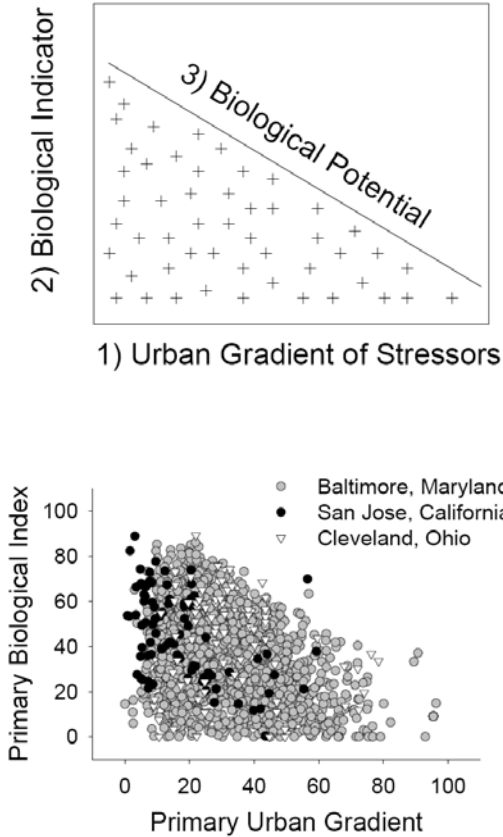 2) Biological Indicator
3) Biological Potential
1) Urban Gradient of Stressors
Primary Biological Index
100
80
60
40
20
0
Baltimore, Maryland
San Jose, California
Cleveland, Ohio
0 20 40 60 80 100
Primary Urban Gradient